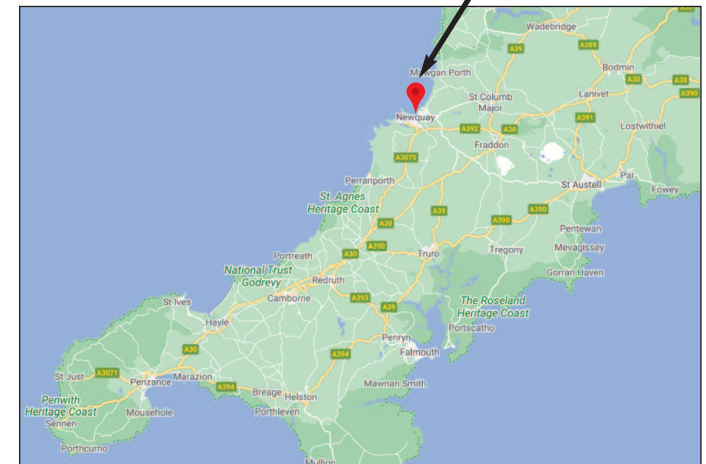 Wadebridge
A39
A389
Mawgan Porth
Bodmin
A30
A38
A390
St Columb
Major
Lanivet
Newquay
A391
A392
A30
Lostwithiel
Fraddon
A3075
Perranporth
St Austell
Par
Fowey
St. Agnes
Heritage Coast
A39
A390
A390
A30
Pentewan
A390
Mevagissey
Portreath
A30
Truro
Tregony
National Trust
Godrevy
Gorran Haven
Redruth
Camborne
A393
St Ives
A39
The Roseland
Heritage Coast
Hayle
Portscatho
Penryn
A30
A394
Falmouth
St Just
A3071
Penzance
Marazion
A394
Mawnan Smith
Breage
Helston
Penwith
Heritage Coast
Mousehole
Porthleven
Sennen
Porthcurno
Mullion